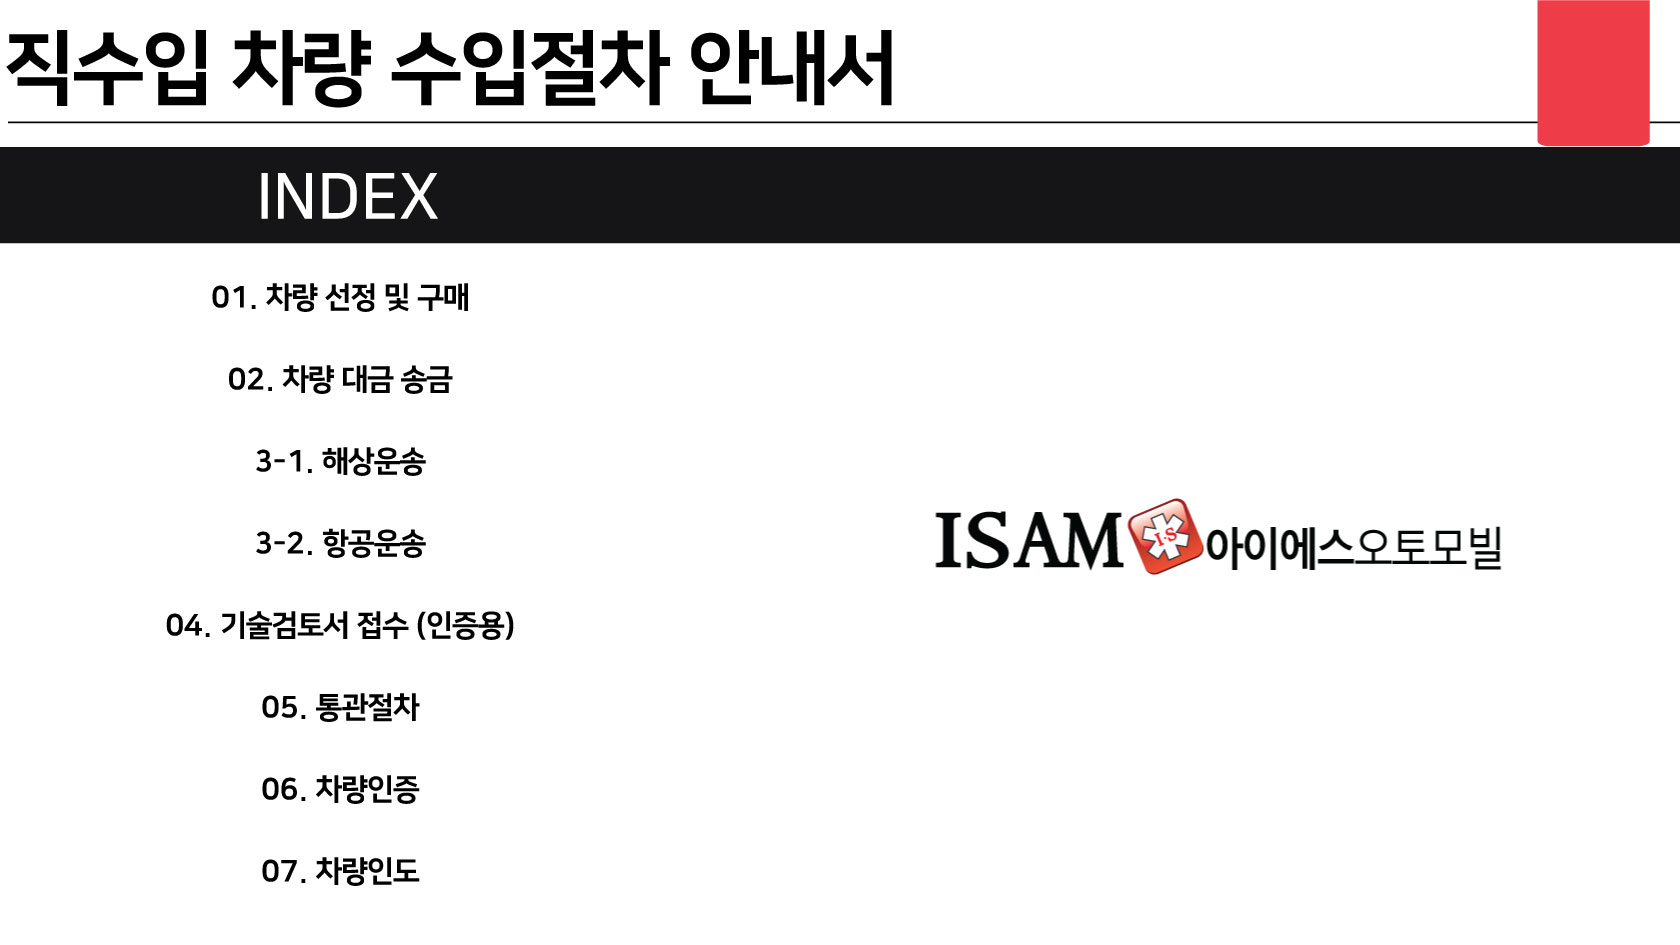 직수입 차량 수입절차 안내서
INDEX
01. 차량 선정 및 구매
02. 차량 대금 송금
3-1. 해상운송
3-2. 항공운송
04. 기술검토서 접수 (인증용)
05. 통관절차
06. 차량인증
07. 차량인도
ISAM I·S 아이에스오토모빌